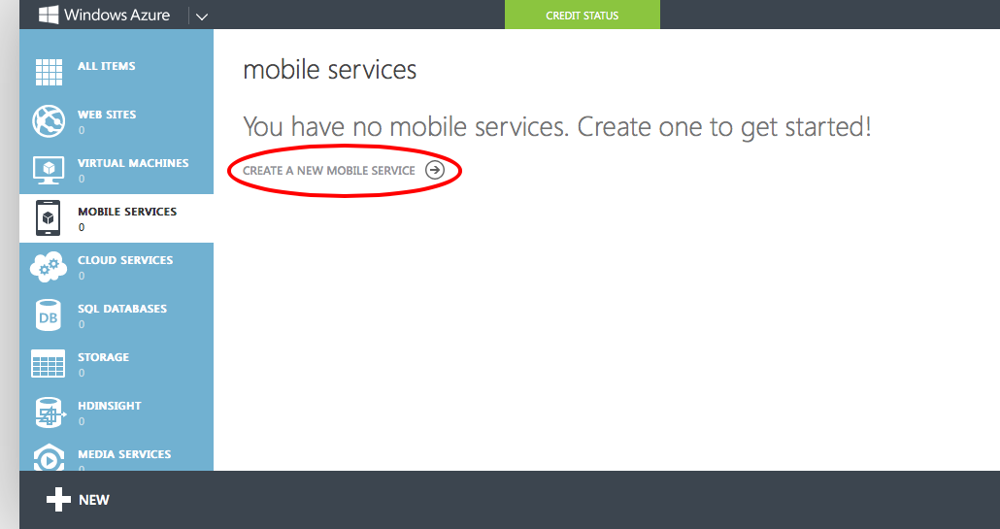 Windows Azure
CREDIT STATUS
ALL ITEMS
WEB SITES
0
VIRTUAL MACHINES
0
MOBILE SERVICES
0
CLOUD SERVICES
0
DB
SQL DATABASES
0
STORAGE
0
HDINSIGHT
0
MEDIA SERVICES
0
mobile services
You have no mobile services. Create one to get started!
CREATE A NEW MOBILE SERVICE
NEW